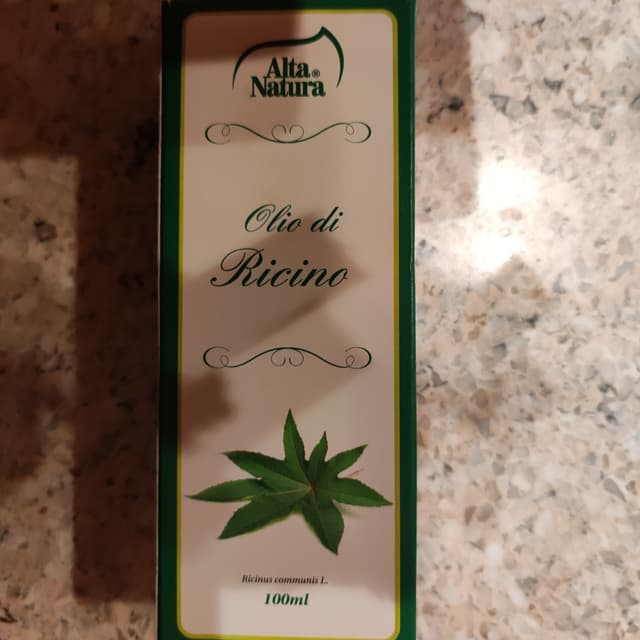 Alta
Natura®
Olio di
Ricino
Ricinus communis L.
100ml